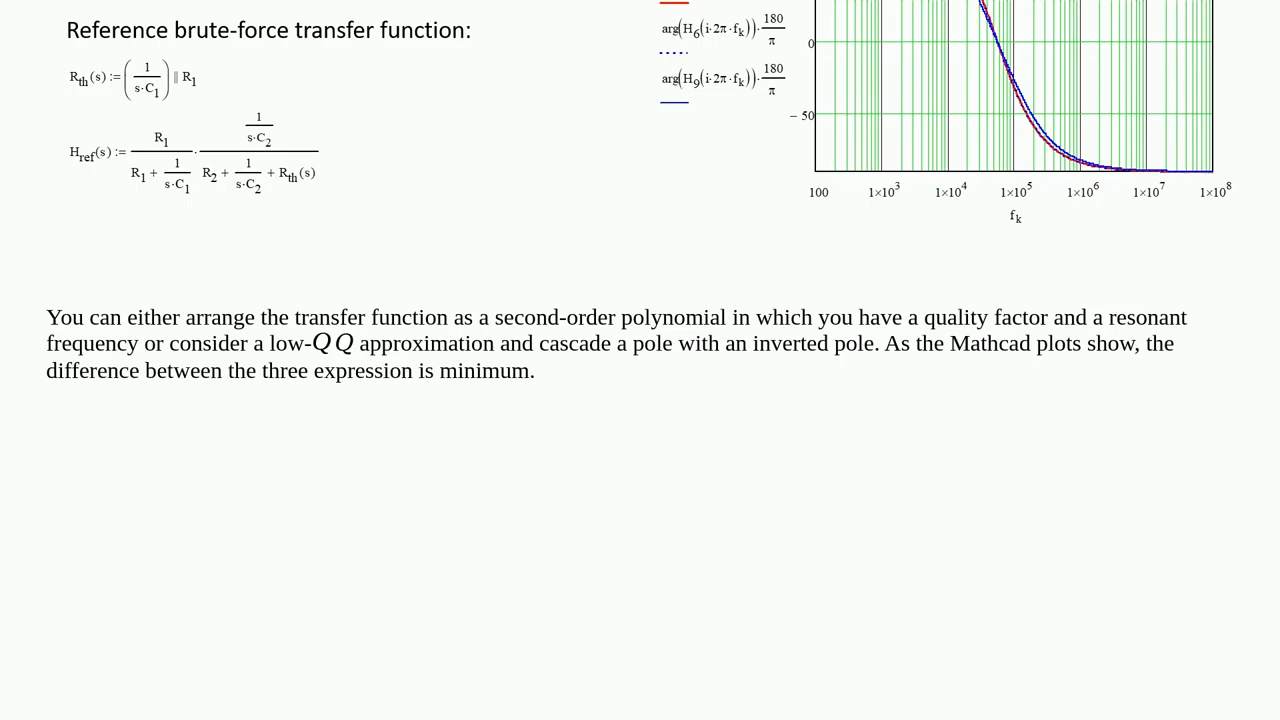 Reference brute-force transfer function:
R_th(s) := (1/(s·C_1)) ∥ R_1
H_ref(s) := R_1/(R_1 + 1/(s·C_1)) · (1/(s·C_2))/(R_2 + 1/(s·C_2) + R_th(s))
arg(H_6(i·2π·f_k))·180/π
arg(H_9(i·2π·f_k))·180/π
0
− 50
100 1×10^3 1×10^4 1×10^5 1×10^6 1×10^7 1×10^8
f_k
You can either arrange the transfer function as a second-order polynomial in which you have a quality factor and a resonant
frequency or consider a low-Q Q approximation and cascade a pole with an inverted pole. As the Mathcad plots show, the
difference between the three expression is minimum.